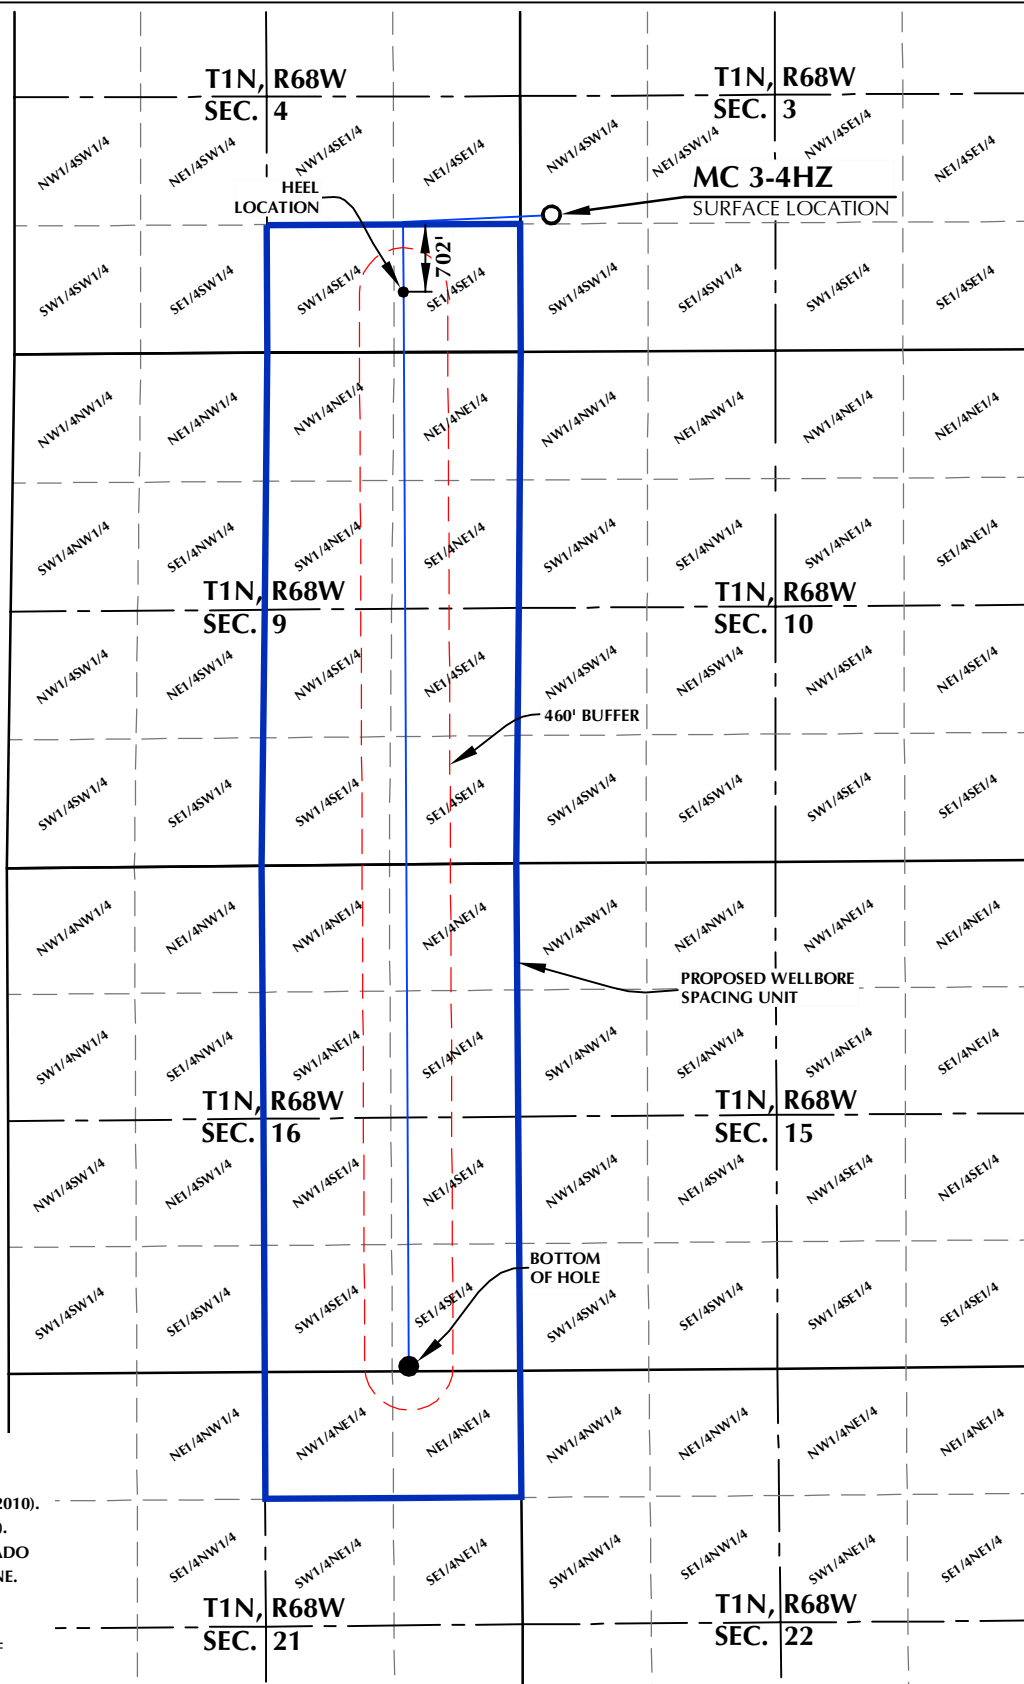 T1N, R68W
SEC. 4
T1N, R68W
SEC. 3
NW1/4SW1/4
NE1/4SW1/4
NW1/4SE1/4
NE1/4SE1/4
NW1/4SW1/4
NE1/4SW1/4
NW1/4SE1/4
NE1/4SE1/4
HEEL
LOCATION
MC 3-4HZ
SURFACE LOCATION
702'
SW1/4SW1/4
SE1/4SW1/4
SW1/4SE1/4
SE1/4SE1/4
SW1/4SW1/4
SE1/4SW1/4
SW1/4SE1/4
SE1/4SE1/4
NW1/4NW1/4
NE1/4NW1/4
NW1/4NE1/4
NE1/4NE1/4
NW1/4NW1/4
NE1/4NW1/4
NW1/4NE1/4
NE1/4NE1/4
SW1/4NW1/4
SE1/4NW1/4
SW1/4NE1/4
SE1/4NE1/4
SW1/4NW1/4
SE1/4NW1/4
SW1/4NE1/4
SE1/4NE1/4
T1N, R68W
SEC. 9
T1N, R68W
SEC. 10
NW1/4SW1/4
NE1/4SW1/4
NW1/4SE1/4
NE1/4SE1/4
NW1/4SW1/4
NE1/4SW1/4
NW1/4SE1/4
NE1/4SE1/4
460' BUFFER
SW1/4SW1/4
SE1/4SW1/4
SW1/4SE1/4
SE1/4SE1/4
SW1/4SW1/4
SE1/4SW1/4
SW1/4SE1/4
SE1/4SE1/4
NW1/4NW1/4
NE1/4NW1/4
NW1/4NE1/4
NE1/4NE1/4
NW1/4NW1/4
NE1/4NW1/4
NW1/4NE1/4
NE1/4NE1/4
PROPOSED WELLBORE
SPACING UNIT
SW1/4NW1/4
SE1/4NW1/4
SW1/4NE1/4
SE1/4NE1/4
SW1/4NW1/4
SE1/4NW1/4
SW1/4NE1/4
SE1/4NE1/4
T1N, R68W
SEC. 16
T1N, R68W
SEC. 15
NW1/4SW1/4
NE1/4SW1/4
NW1/4SE1/4
NE1/4SE1/4
NW1/4SW1/4
NE1/4SW1/4
NW1/4SE1/4
NE1/4SE1/4
BOTTOM
OF HOLE
SW1/4SW1/4
SE1/4SW1/4
SW1/4SE1/4
SE1/4SE1/4
SW1/4SW1/4
SE1/4SW1/4
SW1/4SE1/4
SE1/4SE1/4
NE1/4NW1/4
NW1/4NE1/4
NE1/4NE1/4
NW1/4NW1/4
NE1/4NW1/4
NW1/4NE1/4
NE1/4NE1/4
2010).
).
ADO
NE.
SE1/4NW1/4
SW1/4NE1/4
SE1/4NE1/4
SW1/4NW1/4
SE1/4NW1/4
SW1/4NE1/4
SE1/4NE1/4
T1N, R68W
SEC. 21
T1N, R68W
SEC. 22